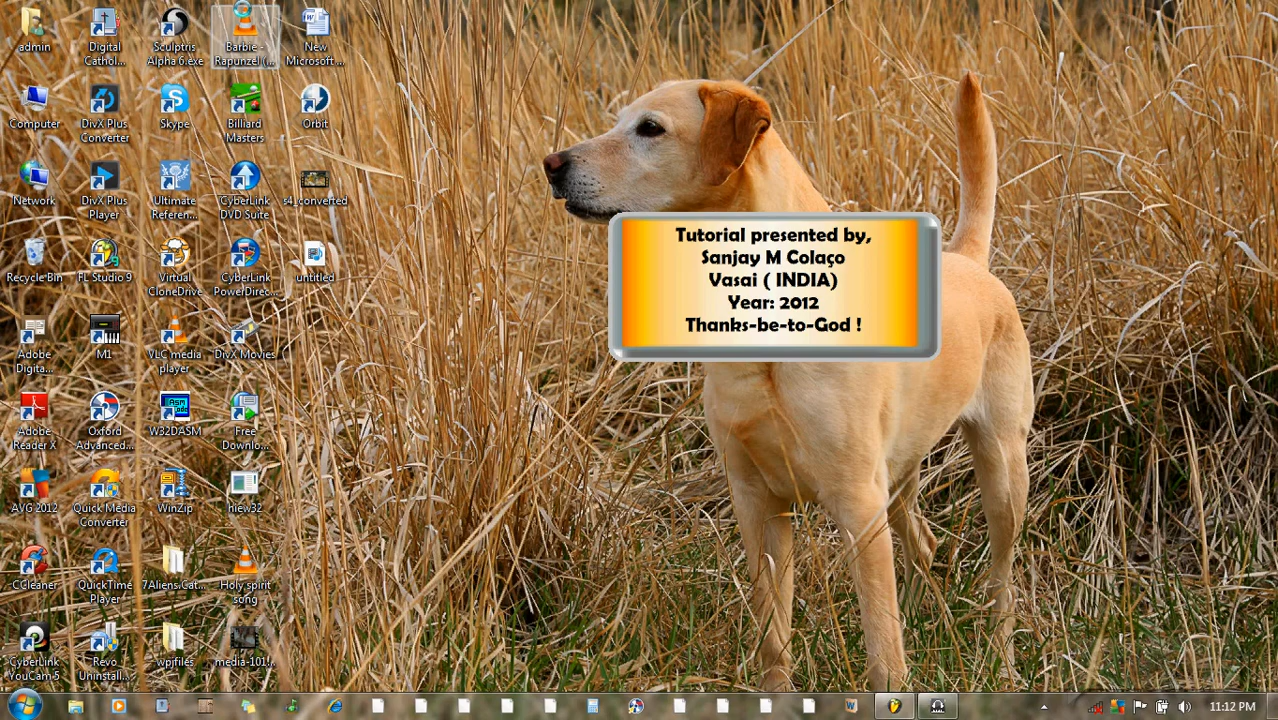 admin
Digital
Cathol...
Sculptris
Alpha 6.exe
Barbie -
Rapunzel (...
New
Microsoft ...
Computer
DivX Plus
Converter
Skype
Billiard
Masters
Orbit
Network
DivX Plus
Player
Ultimate
Referen...
CyberLink
DVD Suite
s4_converted
Recycle Bin
FL Studio 9
Virtual
CloneDrive
CyberLink
PowerDirec...
untitled
Adobe
Digita...
M1
VLC media
player
DivX Movies
Adobe
Reader X
Oxford
Advanced...
W32DASM
Free
Downlo...
AVG 2012
Quick Media
Converter
WinZip
hiew32
CCleaner
QuickTime
Player
7Aliens.Cat...
Holy spirit
song
CyberLink
YouCam 5
Revo
Uninstall...
wpjfiles
media-101!...
Tutorial presented by,
Sanjay M Colaço
Vasai ( INDIA)
Year: 2012
Thanks-be-to-God !
11:12 PM